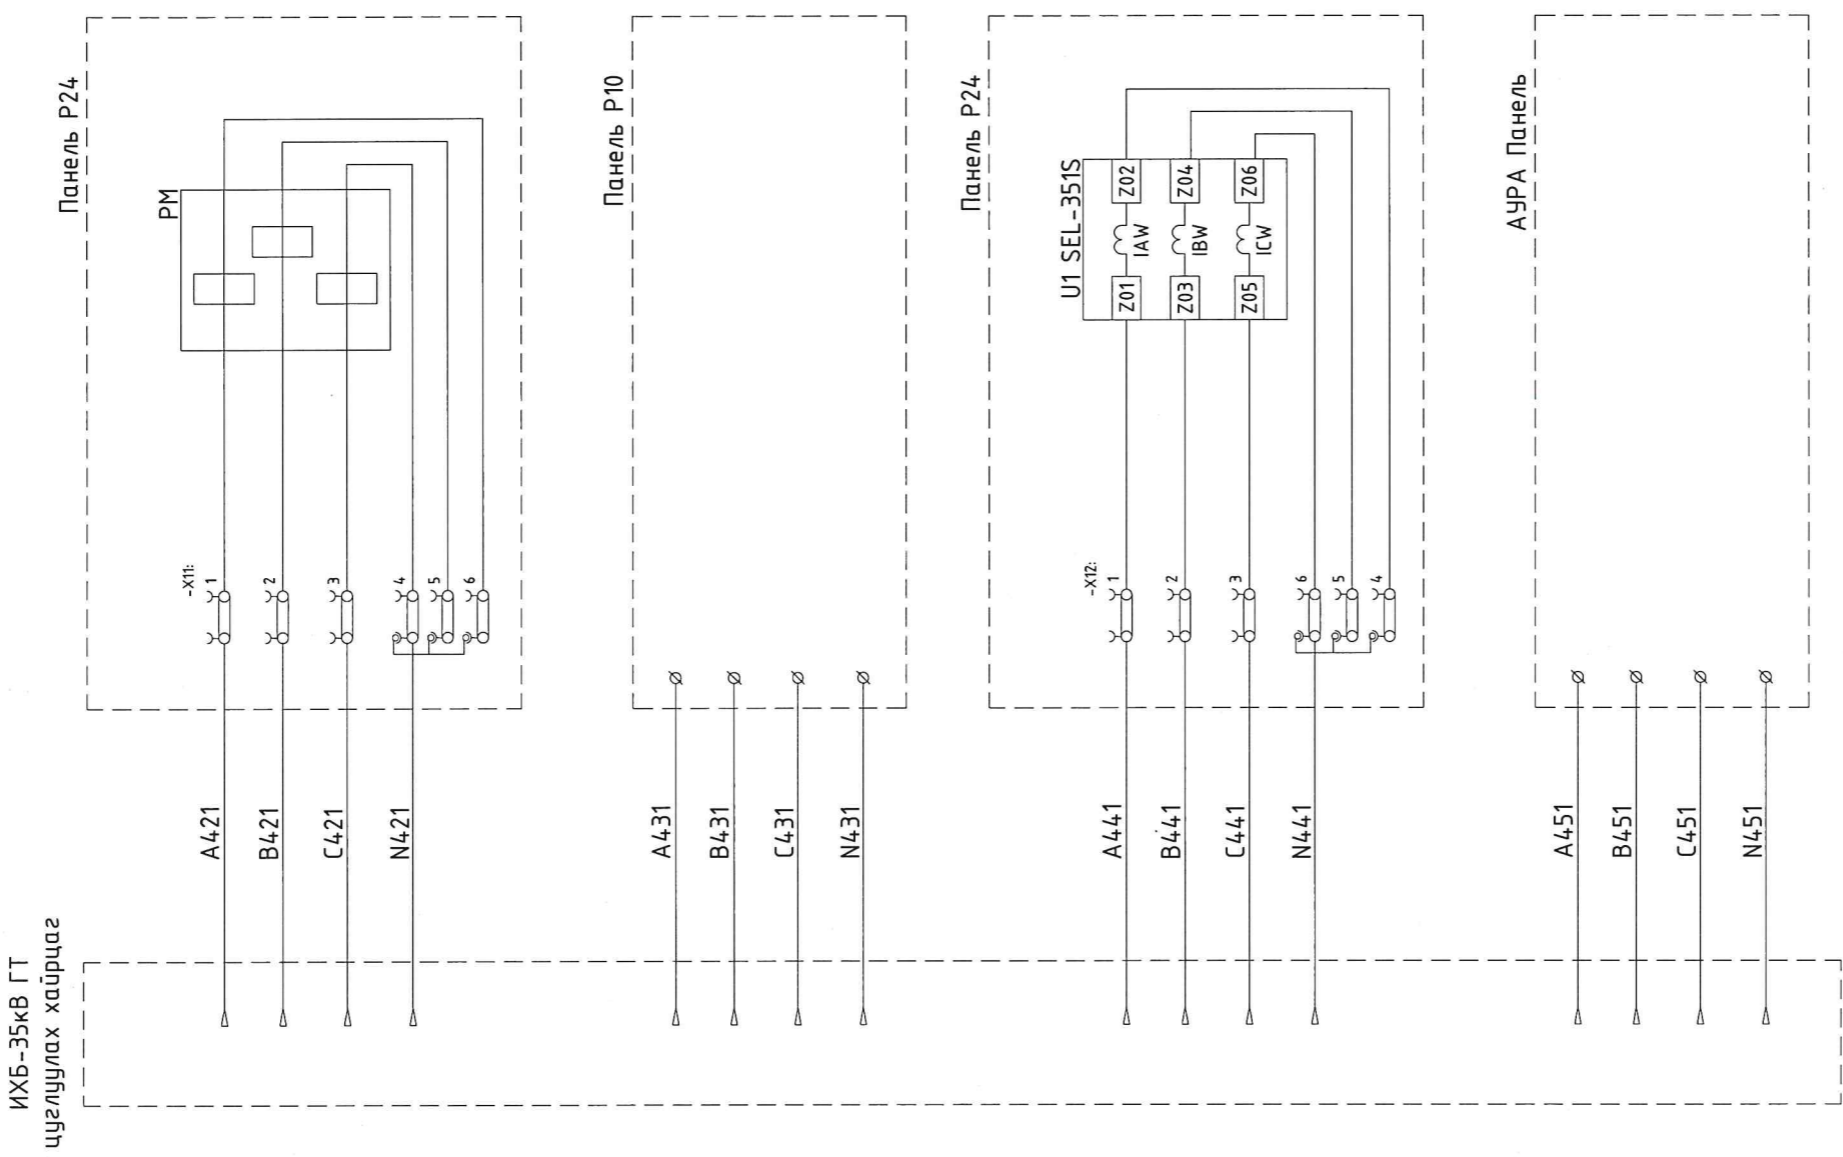 ИХБ-35кВ ГТ
цуглуулах хайрцаг
Панель Р24
РМ
-X11:
1
2
3
4
5
6
A421
B421
C421
N421
Панель Р10
A431
B431
C431
N431
Панель Р24
U1 SEL-351S
Z01
Z02
IAW
Z03
Z04
IBW
Z05
Z06
ICW
-X12:
1
2
3
6
5
4
A441
B441
C441
N441
АУРА Панель
A451
B451
C451
N451